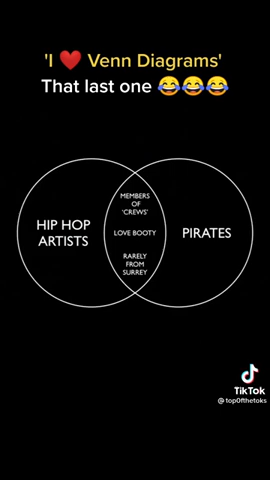 'I ❤️ Venn Diagrams'
That last one 😂😂😂
MEMBERS
OF
'CREWS'
HIP HOP
ARTISTS
LOVE BOOTY
PIRATES
RARELY
FROM
SURREY
TikTok
@top0fthetoks